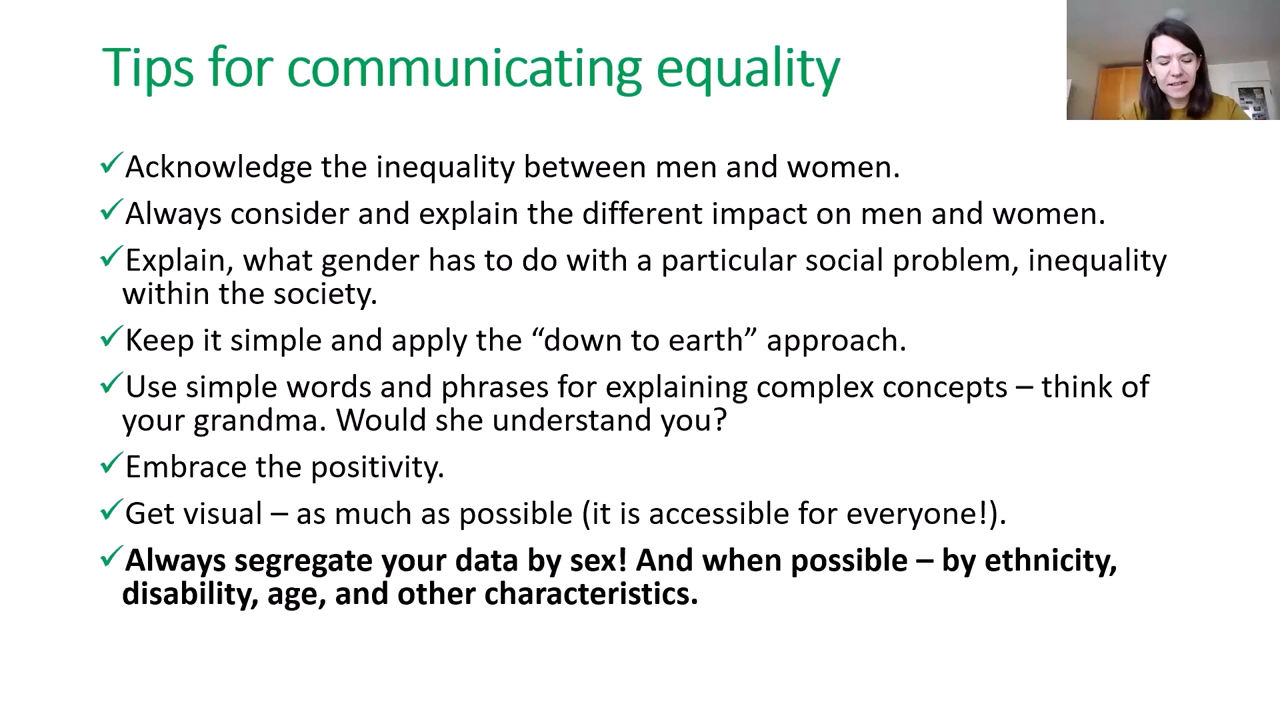 Tips for communicating equality
✓Acknowledge the inequality between men and women.
✓Always consider and explain the different impact on men and women.
✓Explain, what gender has to do with a particular social problem, inequality
within the society.
✓Keep it simple and apply the “down to earth” approach.
✓Use simple words and phrases for explaining complex concepts – think of
your grandma. Would she understand you?
✓Embrace the positivity.
✓Get visual – as much as possible (it is accessible for everyone!).
✓Always segregate your data by sex! And when possible – by ethnicity,
disability, age, and other characteristics.